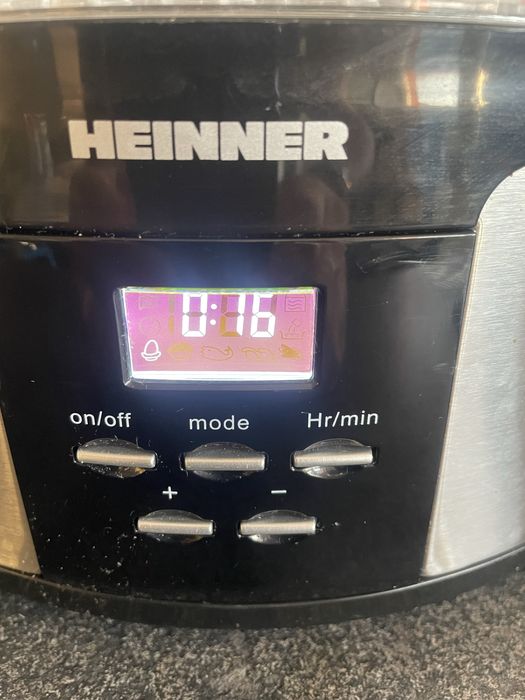 HEINNER
0:16
on/off mode Hr/min
+ −